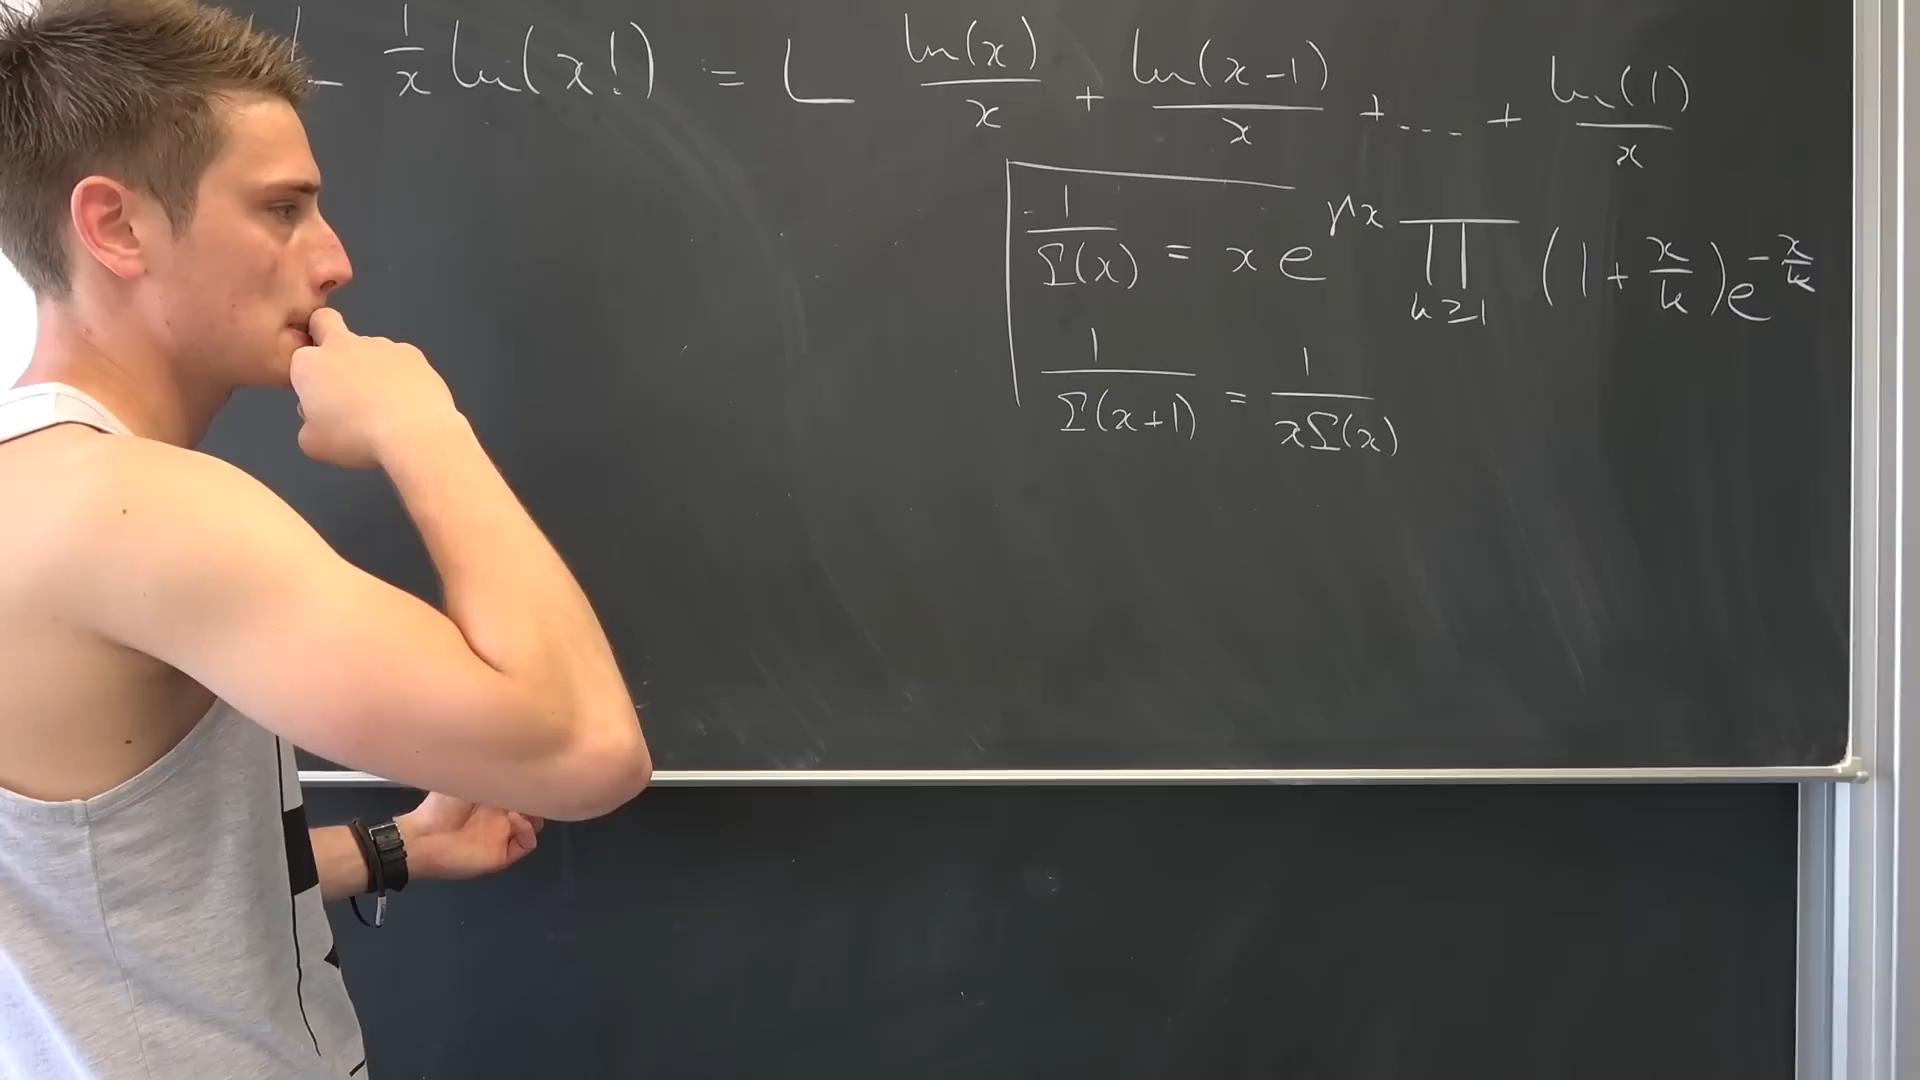 L 1/x ln(x!) = L ln(x)/x + ln(x-1)/x + ... + ln(1)/x
1/Γ(x) = x e^γx ∏ k≥1 (1 + x/k) e^-x/k
1/Γ(x+1) = 1/xΓ(x)